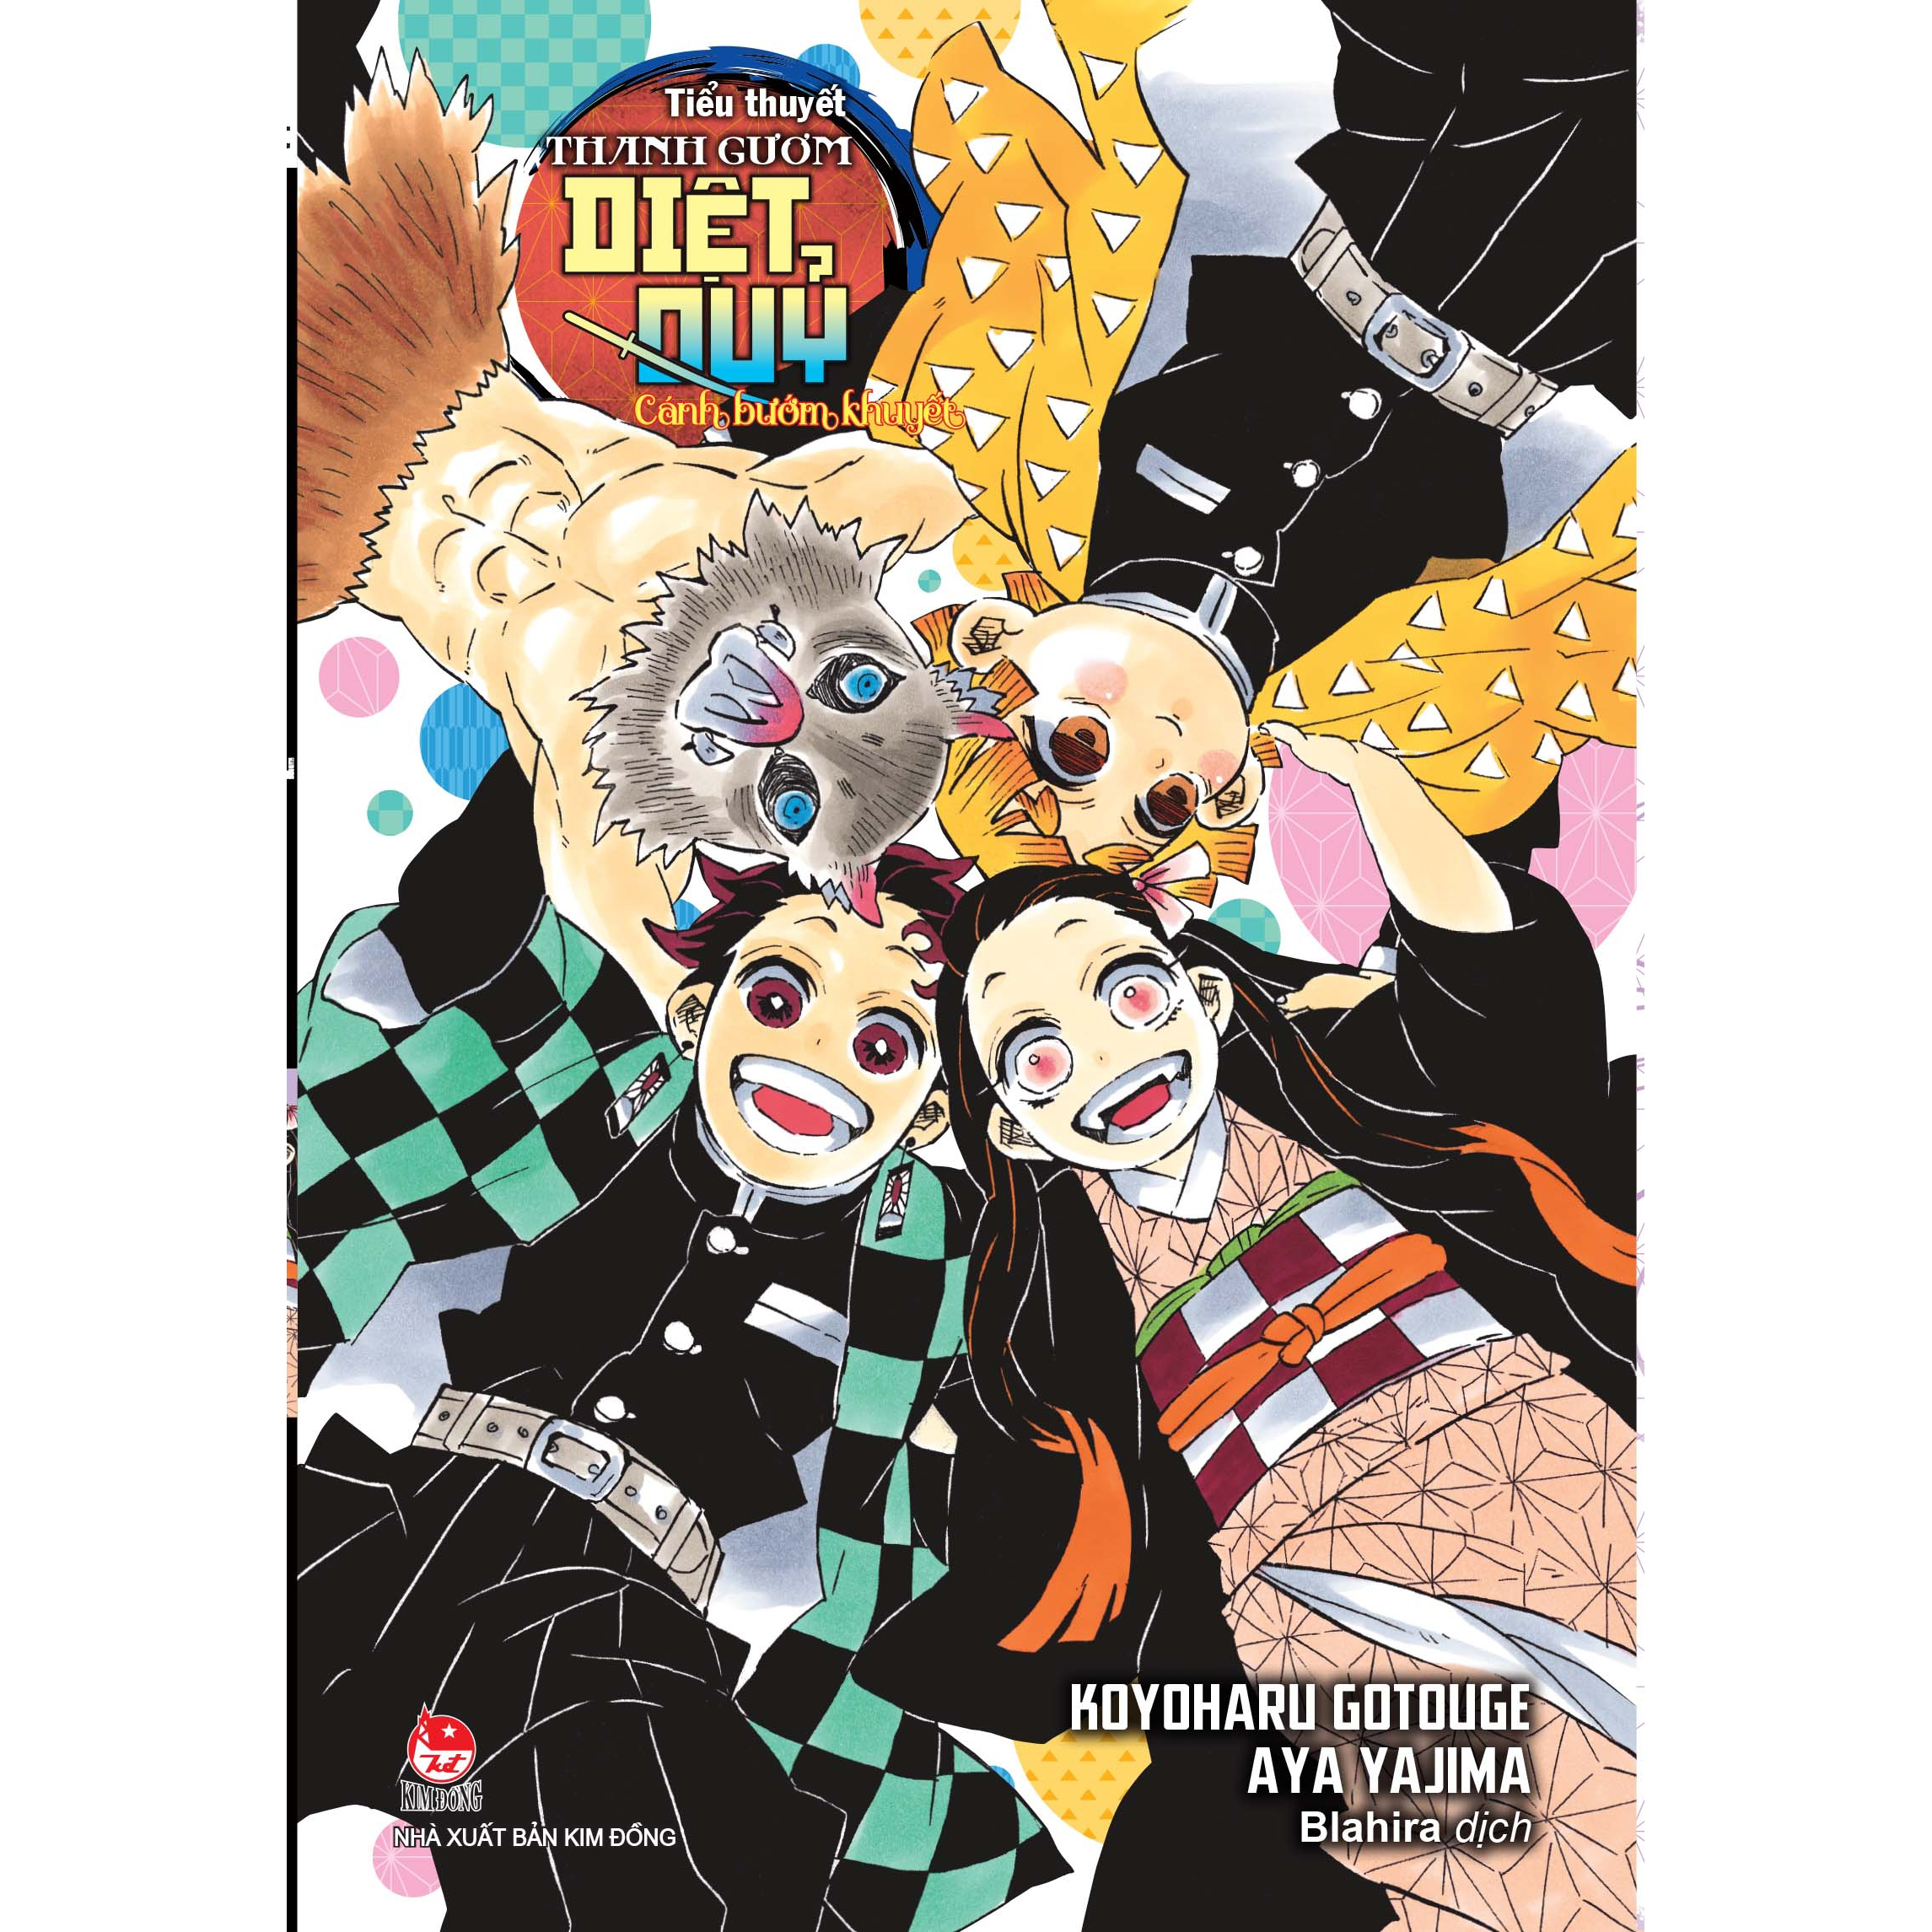 Tiểu thuyết
THANH GƯƠM
DIỆT
QUỶ
Cánh bướm khuyết
KOYOHARU GOTOUGE
AYA YAJIMA
Blahira dịch
kđ
KIM ĐỒNG
NHÀ XUẤT BẢN KIM ĐỒNG